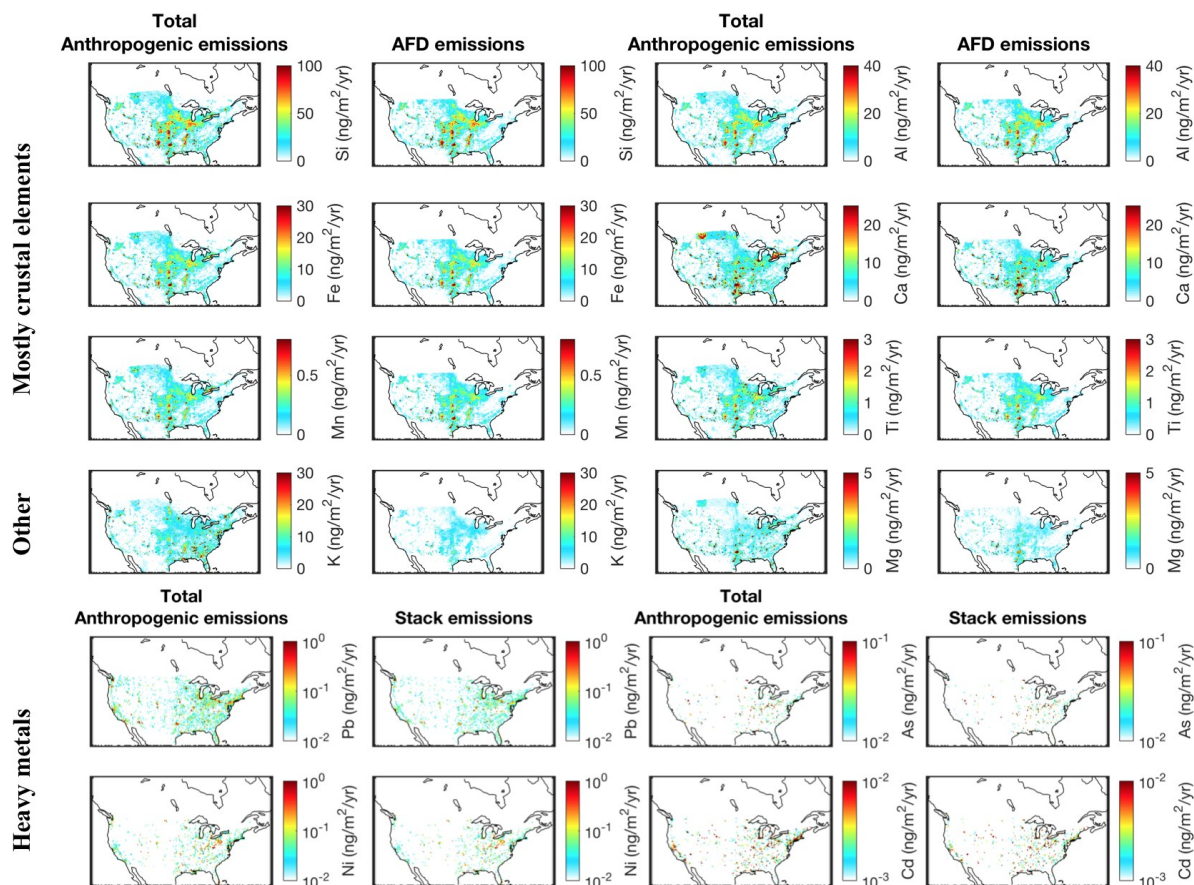 Total
Anthropogenic emissions
AFD emissions
Total
Anthropogenic emissions
AFD emissions
Mostly crustal elements
100
50
0
Si (ng/m²/yr)
100
50
0
Si (ng/m²/yr)
40
20
0
Al (ng/m²/yr)
40
20
0
Al (ng/m²/yr)
30
20
10
0
Fe (ng/m²/yr)
30
20
10
0
Fe (ng/m²/yr)
20
10
0
Ca (ng/m²/yr)
20
10
0
Ca (ng/m²/yr)
0.5
0
Mn (ng/m²/yr)
0.5
0
Mn (ng/m²/yr)
3
2
1
0
Ti (ng/m²/yr)
3
2
1
0
Ti (ng/m²/yr)
Other
30
20
10
0
K (ng/m²/yr)
30
20
10
0
K (ng/m²/yr)
5
0
Mg (ng/m²/yr)
5
0
Mg (ng/m²/yr)
Total
Anthropogenic emissions
Stack emissions
Total
Anthropogenic emissions
Stack emissions
Heavy metals
10⁰
10⁻¹
10⁻²
Pb (ng/m²/yr)
10⁰
10⁻¹
10⁻²
Pb (ng/m²/yr)
10⁻¹
10⁻²
As (ng/m²/yr)
10⁻¹
10⁻²
As (ng/m²/yr)
10⁰
10⁻¹
10⁻²
Ni (ng/m²/yr)
10⁰
10⁻¹
10⁻²
Ni (ng/m²/yr)
10⁻²
10⁻³
Cd (ng/m²/yr)
10⁻²
10⁻³
Cd (ng/m²/yr)